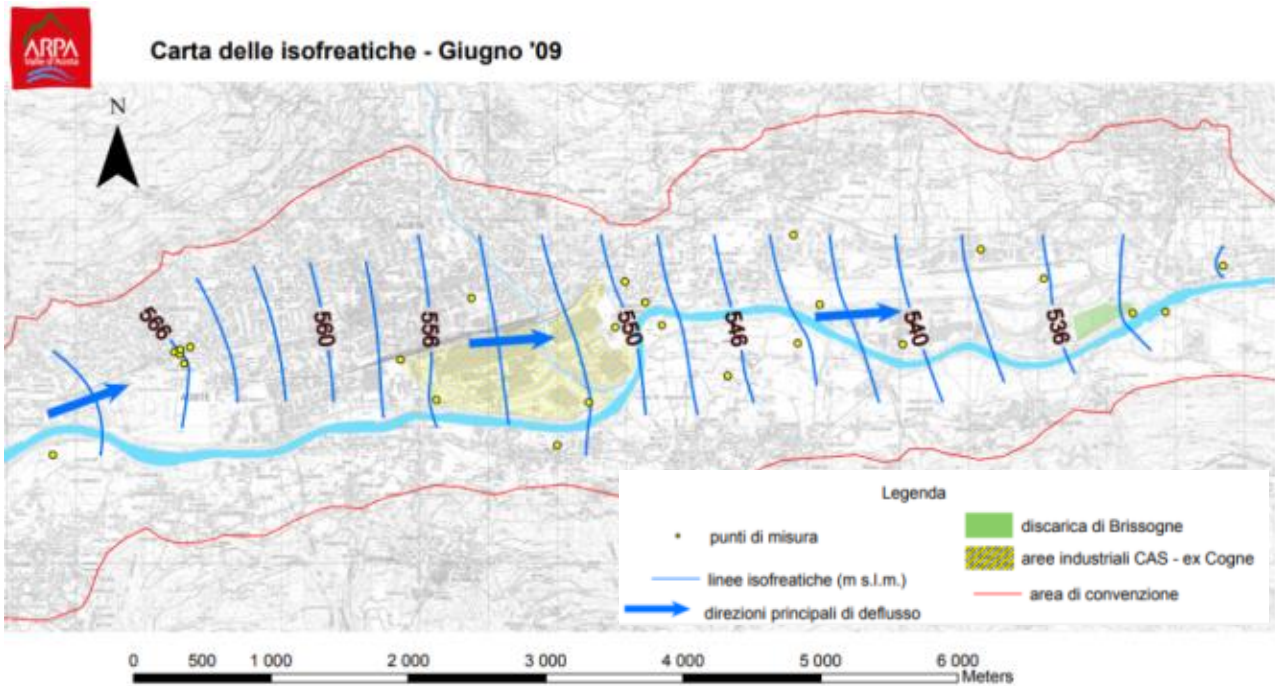 ARPA
Valle d'Aosta
Carta delle isofreatiche - Giugno '09
N
566
560
556
550
546
540
536
Legenda
punti di misura
linee isofreatiche (m s.l.m.)
direzioni principali di deflusso
discarica di Brissogne
aree industriali CAS - ex Cogne
area di convenzione
0 500 1 000 2 000 3 000 4 000 5 000 6 000
Meters